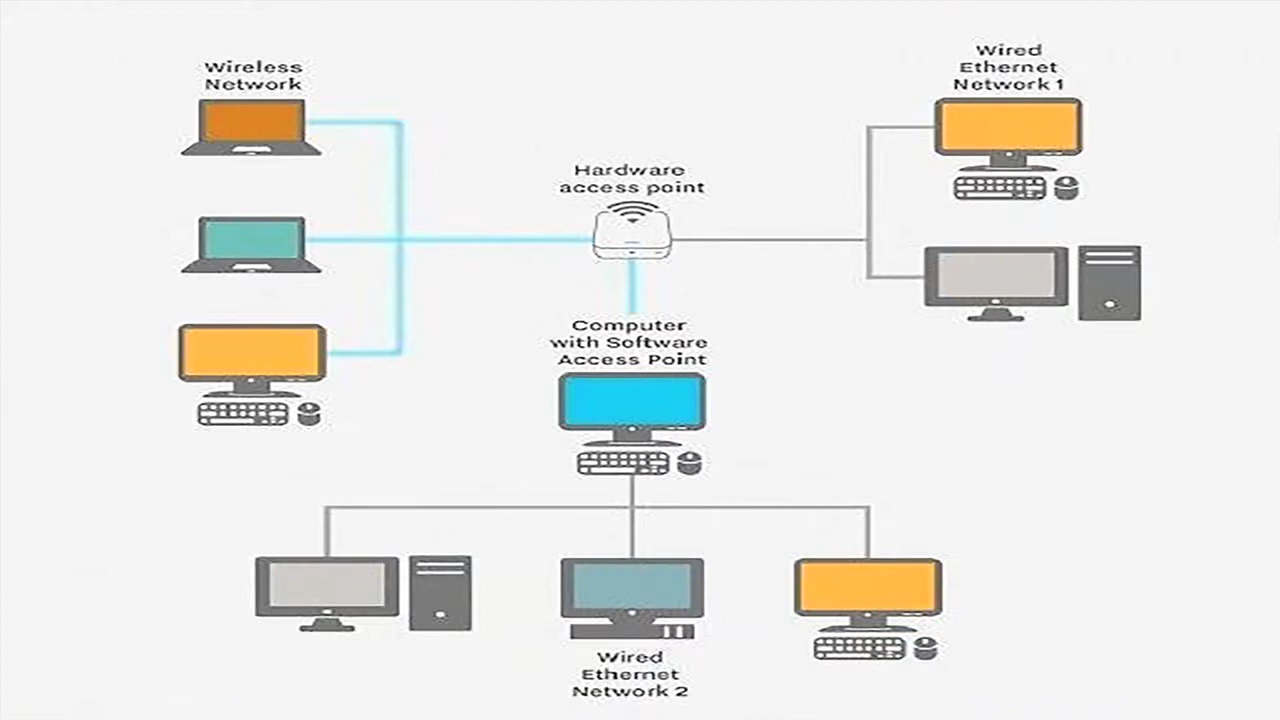 Wireless
Network
Wired
Ethernet
Network 1
Hardware
access point
Computer
with Software
Access Point
Wired
Ethernet
Network 2